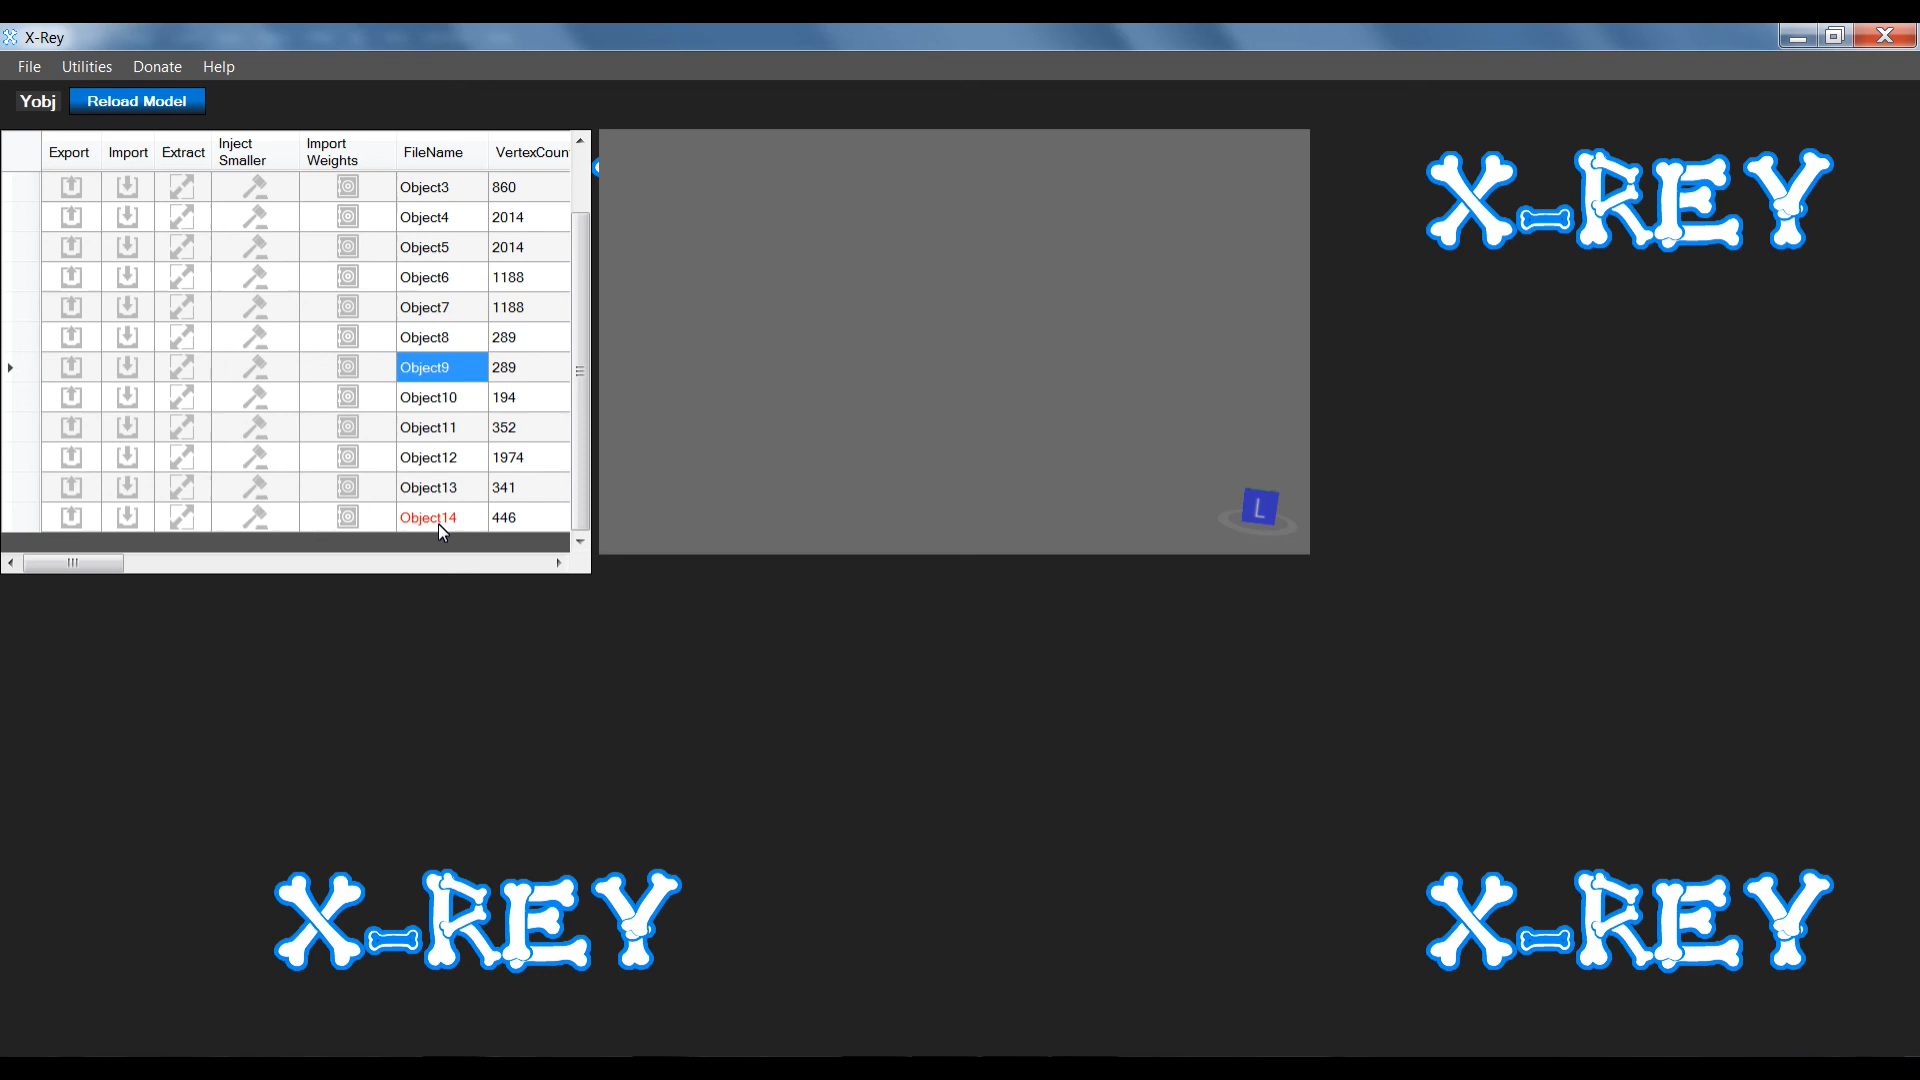 X-Rey
File Utilities Donate Help
Yobj Reload Model
Export Import Extract Inject Smaller Import Weights FileName VertexCoun
Object3 860
Object4 2014
Object5 2014
Object6 1188
Object7 1188
Object8 289
Object9 289
Object10 194
Object11 352
Object12 1974
Object13 341
Object14 446
L
X-REY
X-REY
X-REY